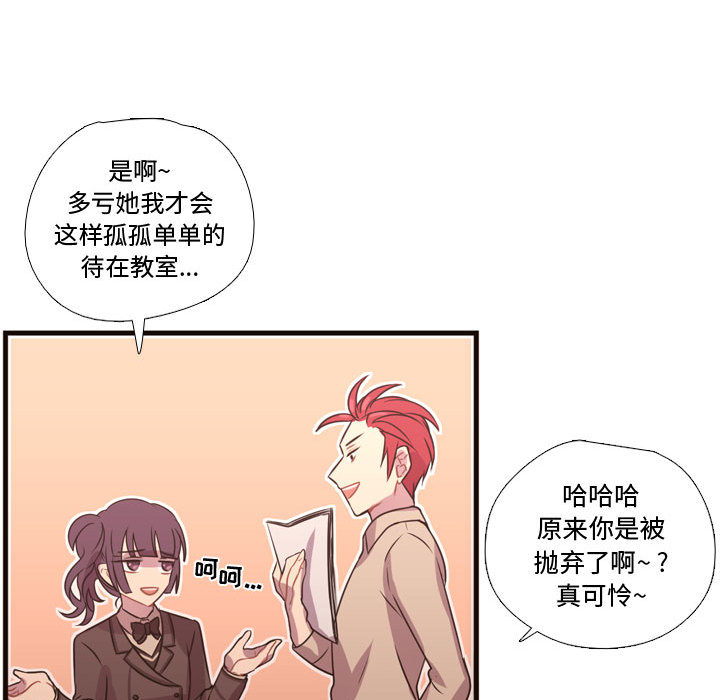 是啊~
多亏她我才会
这样孤孤单单的
待在教室...
呵呵...
哈哈哈
原来你是被
抛弃了啊~?
真可怜~